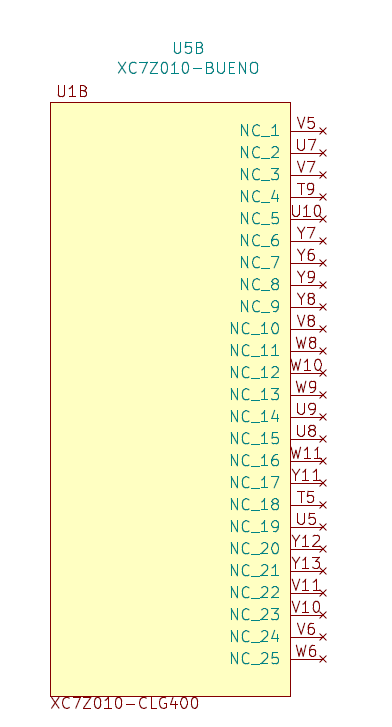 U5B
XC7Z010-BUENO
U1B
NC_1 V5
NC_2 U7
NC_3 V7
NC_4 T9
NC_5 U10
NC_6 Y7
NC_7 Y6
NC_8 Y9
NC_9 Y8
NC_10 V8
NC_11 W8
NC_12 W10
NC_13 W9
NC_14 U9
NC_15 U8
NC_16 W11
NC_17 Y11
NC_18 T5
NC_19 U5
NC_20 Y12
NC_21 Y13
NC_22 V11
NC_23 V10
NC_24 V6
NC_25 W6
XC7Z010-CLG400